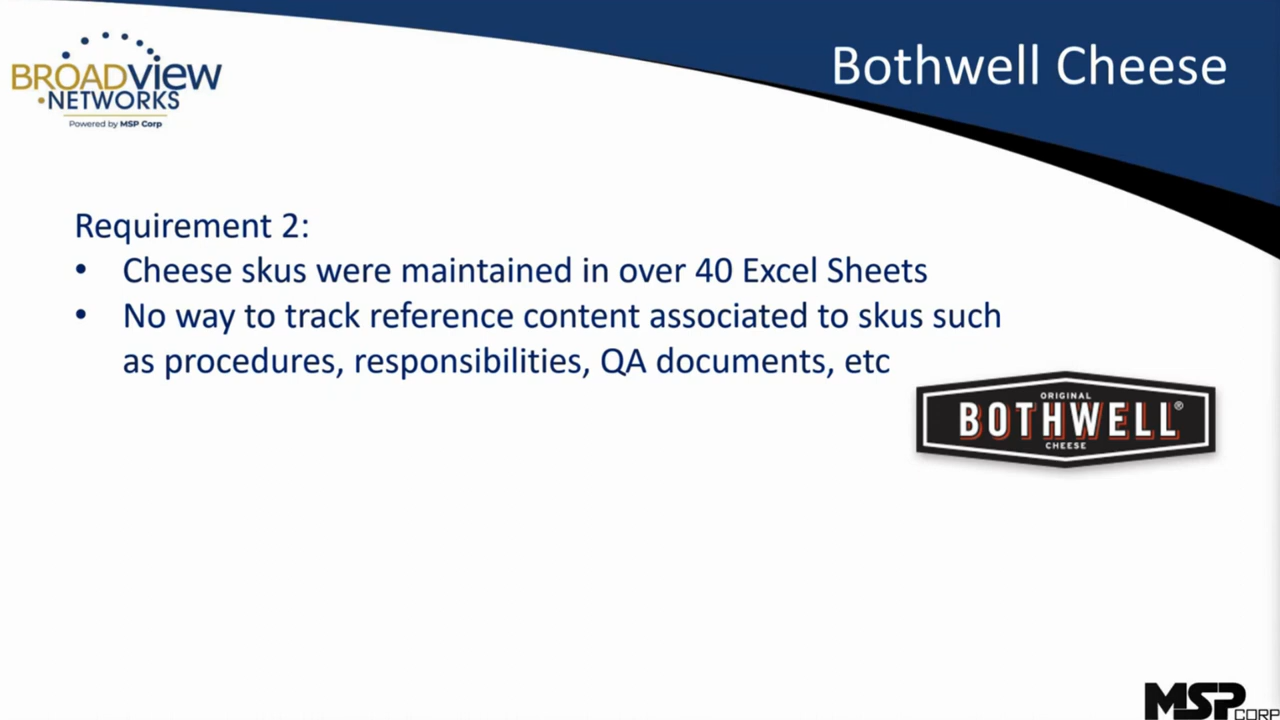 BROADVIEW
NETWORKS
Powered by MSP Corp
Bothwell Cheese
Requirement 2:
• Cheese skus were maintained in over 40 Excel Sheets
• No way to track reference content associated to skus such
as procedures, responsibilities, QA documents, etc
ORIGINAL
BOTHWELL®
CHEESE
MSP
CORP